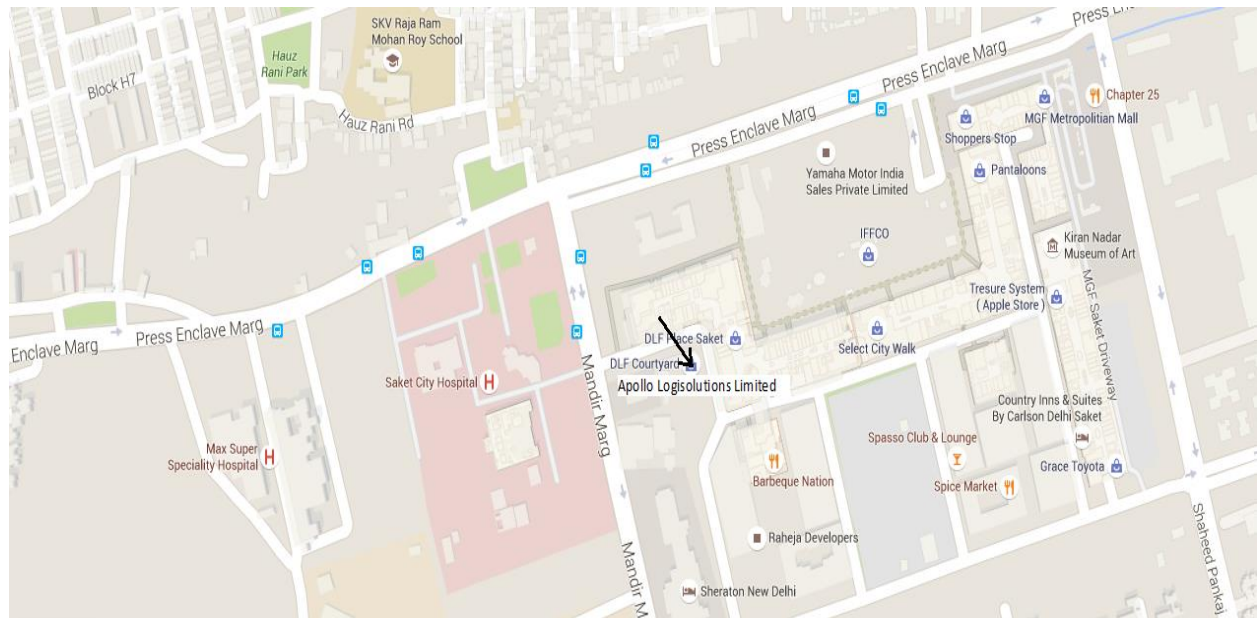 SKV Raja Ram
Mohan Roy School
Hauz
Rani Park
Block H7
Hauz Rani Rd
Press Enclave Marg
Press Enclave Marg
Press En
Chapter 25
MGF Metropolitian Mall
Shoppers Stop
Pantaloons
Yamaha Motor India
Sales Private Limited
IFFCO
Kiran Nadar
Museum of Art
Tresure System
( Apple Store )
MGF Saket Driveway
Enclave Marg
Press Enclave Marg
DLF Place Saket
Select City Walk
DLF Courtyard
Apollo Logisolutions Limited
Saket City Hospital
H
Mandir Marg
Country Inns & Suites
By Carlson Delhi Saket
Max Super
Speciality Hospital
H
Spasso Club & Lounge
Barbeque Nation
Spice Market
Grace Toyota
Raheja Developers
Mandir M
Sheraton New Delhi
Shaheed Pankaj